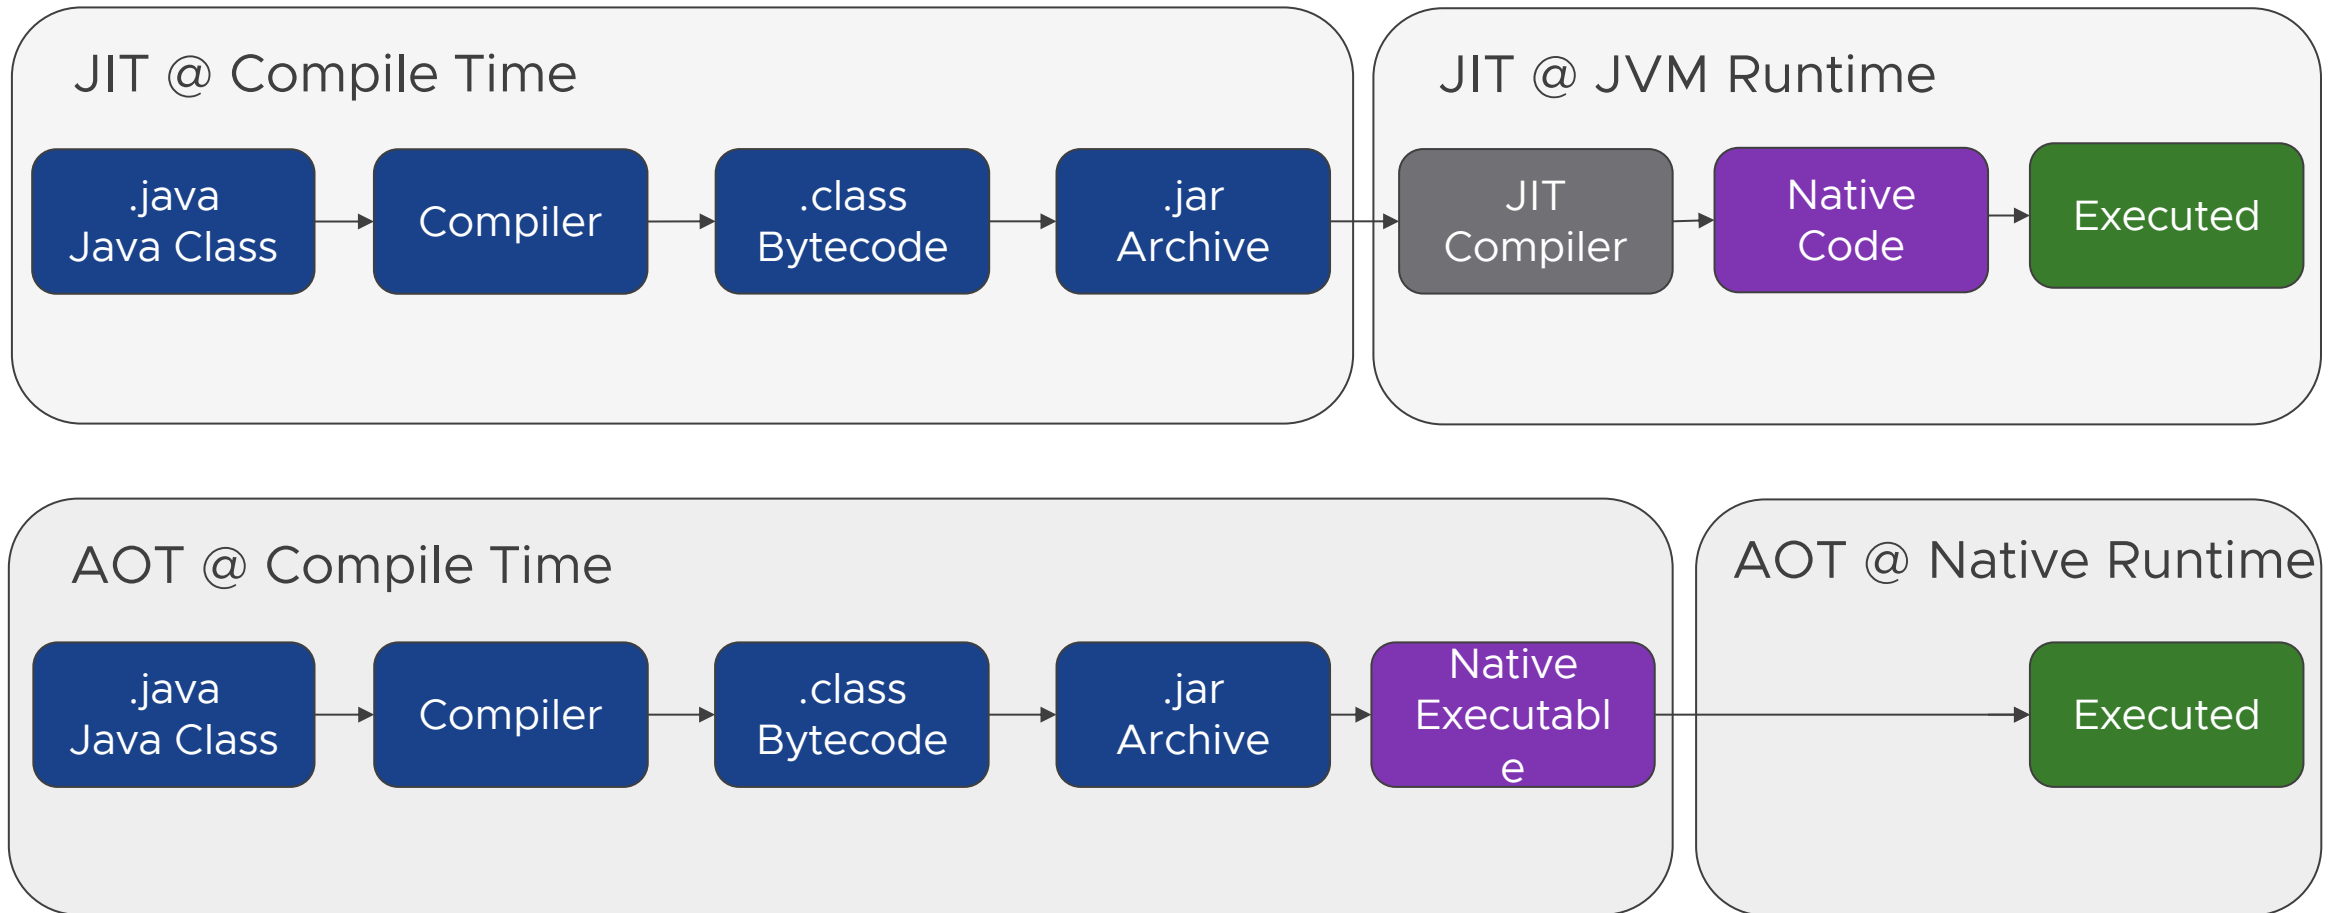 JIT @ Compile Time
.java
Java Class
Compiler
.class
Bytecode
.jar
Archive
JIT @ JVM Runtime
JIT
Compiler
Native
Code
Executed
AOT @ Compile Time
.java
Java Class
Compiler
.class
Bytecode
.jar
Archive
Native
Executabl
e
AOT @ Native Runtime
Executed